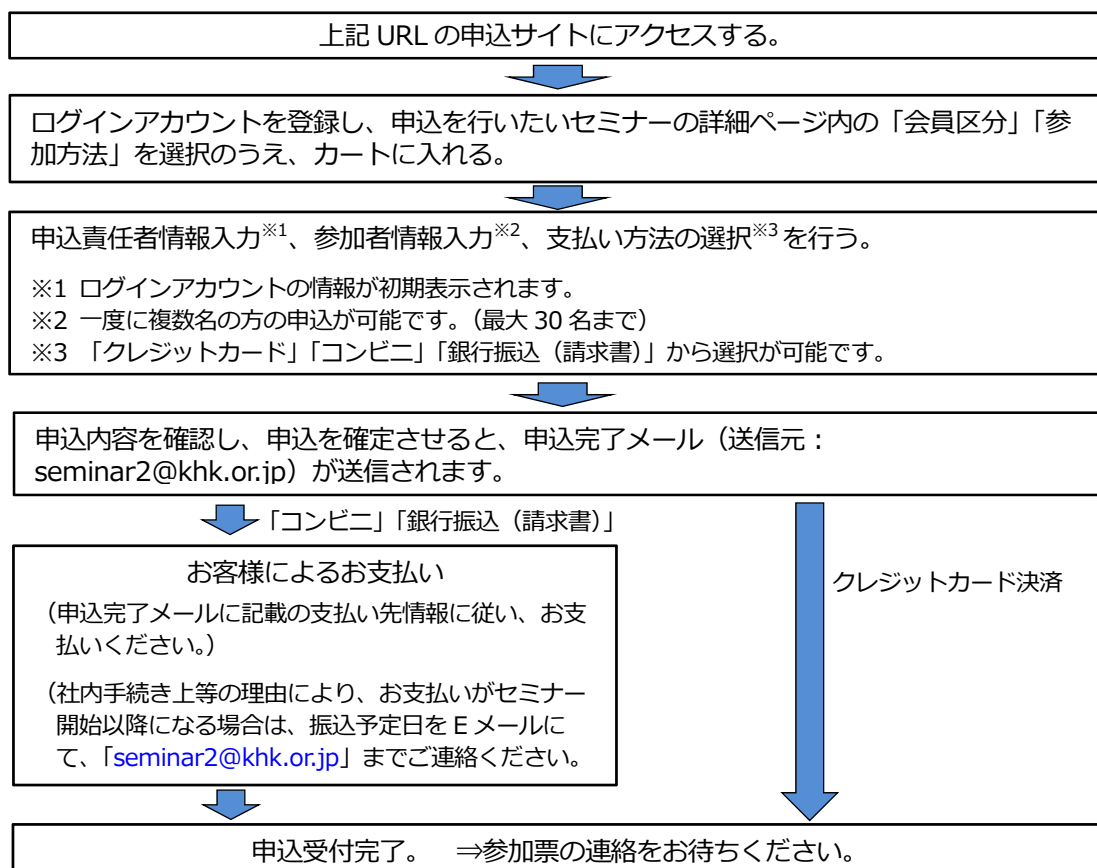 上記 URL の申込サイトにアクセスする。
ログインアカウントを登録し、申込を行いたいセミナーの詳細ページ内の「会員区分」「参
加方法」を選択のうえ、カートに入れる。
申込責任者情報入力※1、参加者情報入力※2、支払い方法の選択※3 を行う。
※1 ログインアカウントの情報が初期表示されます。
※2 一度に複数名の方の申込が可能です。（最大 30 名まで）
※3 「クレジットカード」「コンビニ」「銀行振込（請求書）」から選択が可能です。
申込内容を確認し、申込を確定させると、申込完了メール（送信元：
seminar2@khk.or.jp）が送信されます。
「コンビニ」「銀行振込（請求書）」
お客様によるお支払い
（申込完了メールに記載の支払い先情報に従い、お支
払いください。）
（社内手続き上等の理由により、お支払いがセミナー
開始以降になる場合は、振込予定日を E メールに
て、「seminar2@khk.or.jp」までご連絡ください。
クレジットカード決済
申込受付完了。 ⇒参加票の連絡をお待ちください。